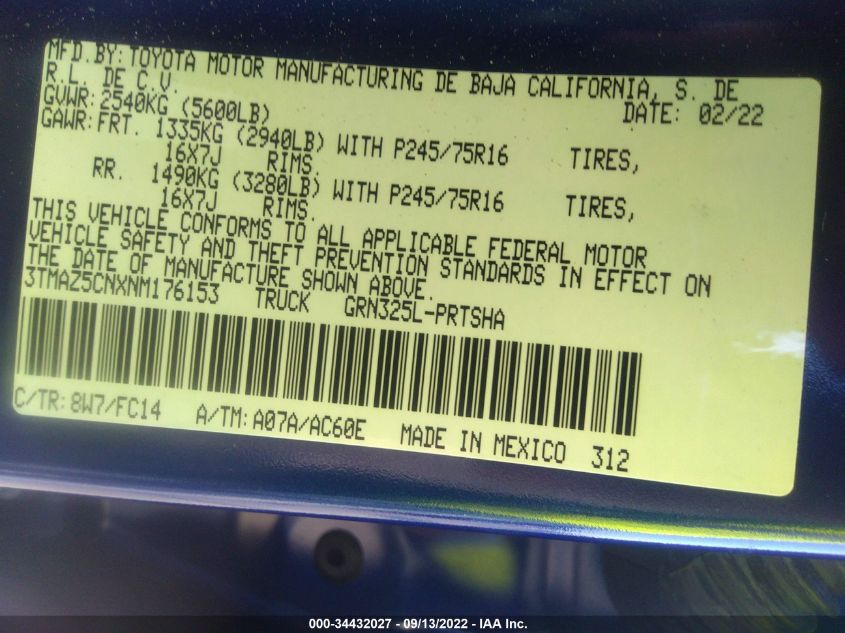 MFD.BY:TOYOTA MOTOR MANUFACTURING DE BAJA CALIFORNIA, S. DE
R.L. DE C.V. DATE: 02/22
GVWR:2540KG (5600LB)
GAWR:FRT. 1335KG (2940LB) WITH P245/75R16 TIRES,
16X7J RIMS.
RR. 1490KG (3280LB) WITH P245/75R16 TIRES,
16X7J RIMS.
THIS VEHICLE CONFORMS TO ALL APPLICABLE FEDERAL MOTOR
VEHICLE SAFETY AND THEFT PREVENTION STANDARDS IN EFFECT ON
THE DATE OF MANUFACTURE SHOWN ABOVE.
3TMAZ5CNXNM176153 TRUCK GRN325L-PRTSHA
C/TR:8W7/FC14 A/TM:A07A/AC60E MADE IN MEXICO 312
000-34432027 - 09/13/2022 - IAA Inc.